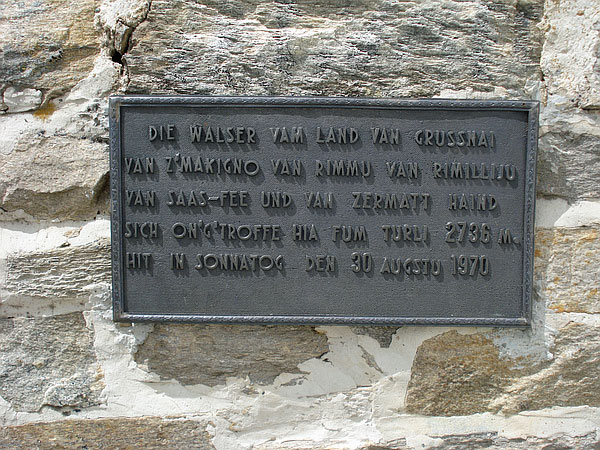 DIE WALSER VAM LAND VAN GRUSSNAI
VAN Z'MAKIGNO VAN RIMMU VAN RIMILLJU
VAN SAAS-FEE UND VAN ZERMATT HAIND
SICH ON'G'TROFFE HIA FUM TURLI 2736 M.
HIT IN SONNATOG DEN 30 AUGSTU 1970